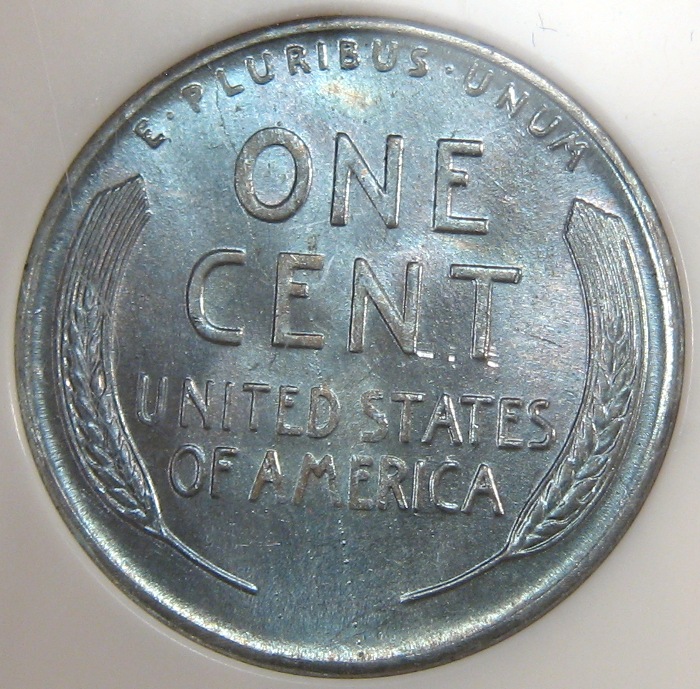 E·PLURIBUS·UNUM
ONE
CENT
UNITED STATES
OF AMERICA